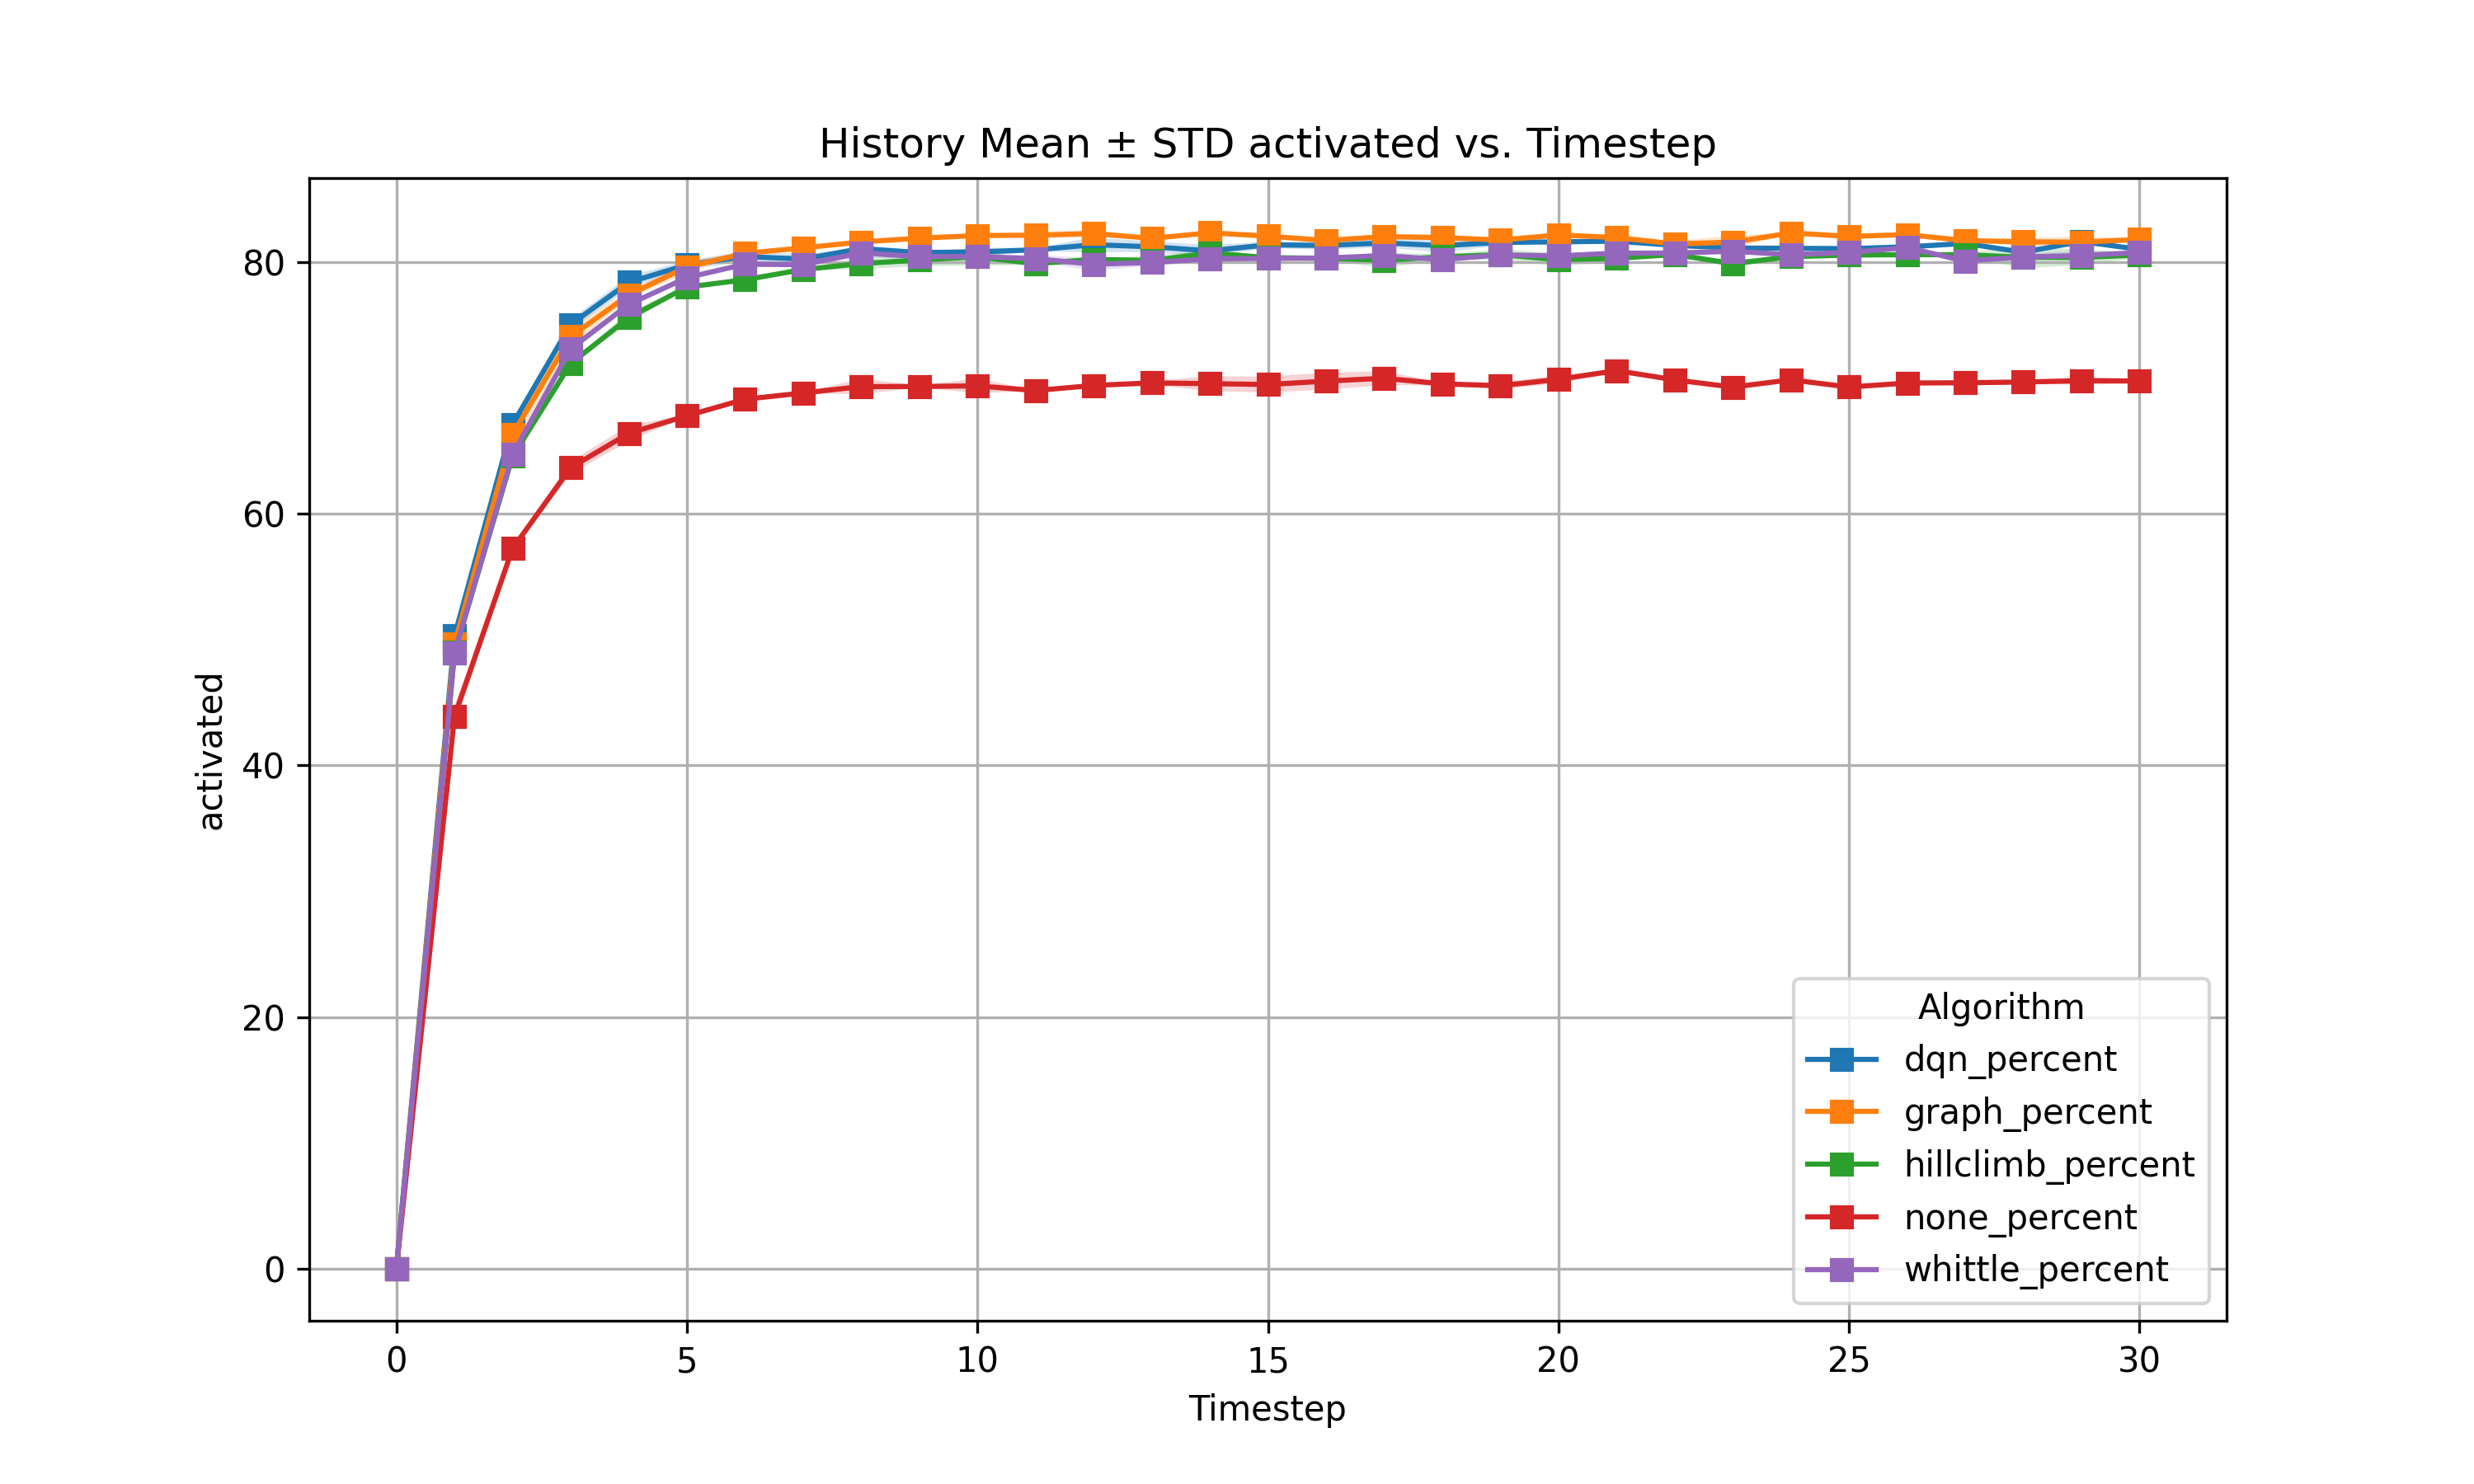 History Mean ± STD activated vs. Timestep
activated
80
60
40
20
0
0 5 10 15 20 25 30
Timestep
Algorithm
dqn_percent
graph_percent
hillclimb_percent
none_percent
whittle_percent